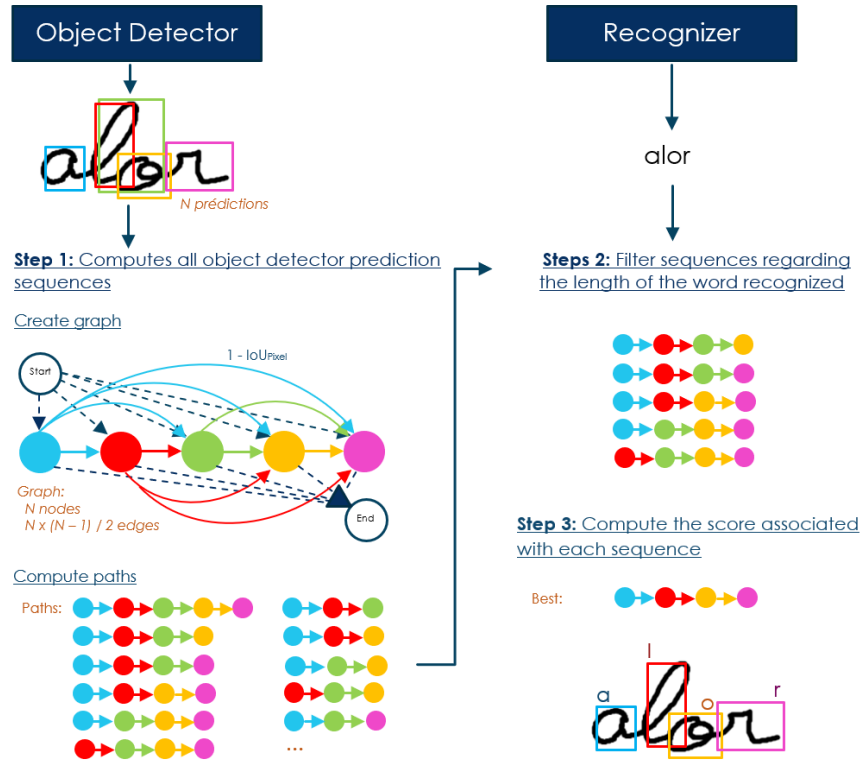 Object Detector
alor
N prédictions
Step 1: Computes all object detector prediction
sequences
Create graph
1 - IoUPixel
Start
End
Graph:
N nodes
N x (N – 1) / 2 edges
Compute paths
Paths:
...
Recognizer
alor
Steps 2: Filter sequences regarding
the length of the word recognized
Step 3: Compute the score associated
with each sequence
Best:
a l o r
alor